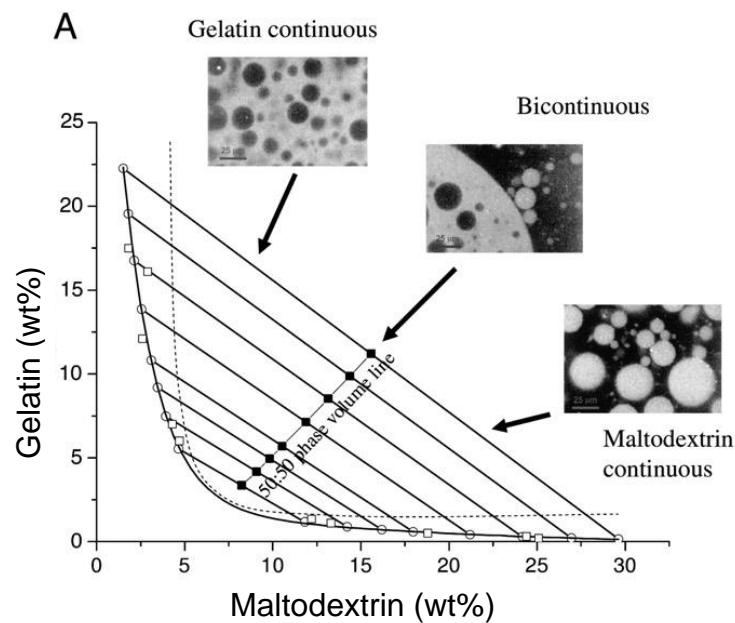 A
Gelatin continuous
25 µm
Bicontinuous
25 µm
25
20
15
10
5
0
Gelatin (wt%)
50:50 phase volume line
25 µm
Maltodextrin
continuous
0 5 10 15 20 25 30
Maltodextrin (wt%)